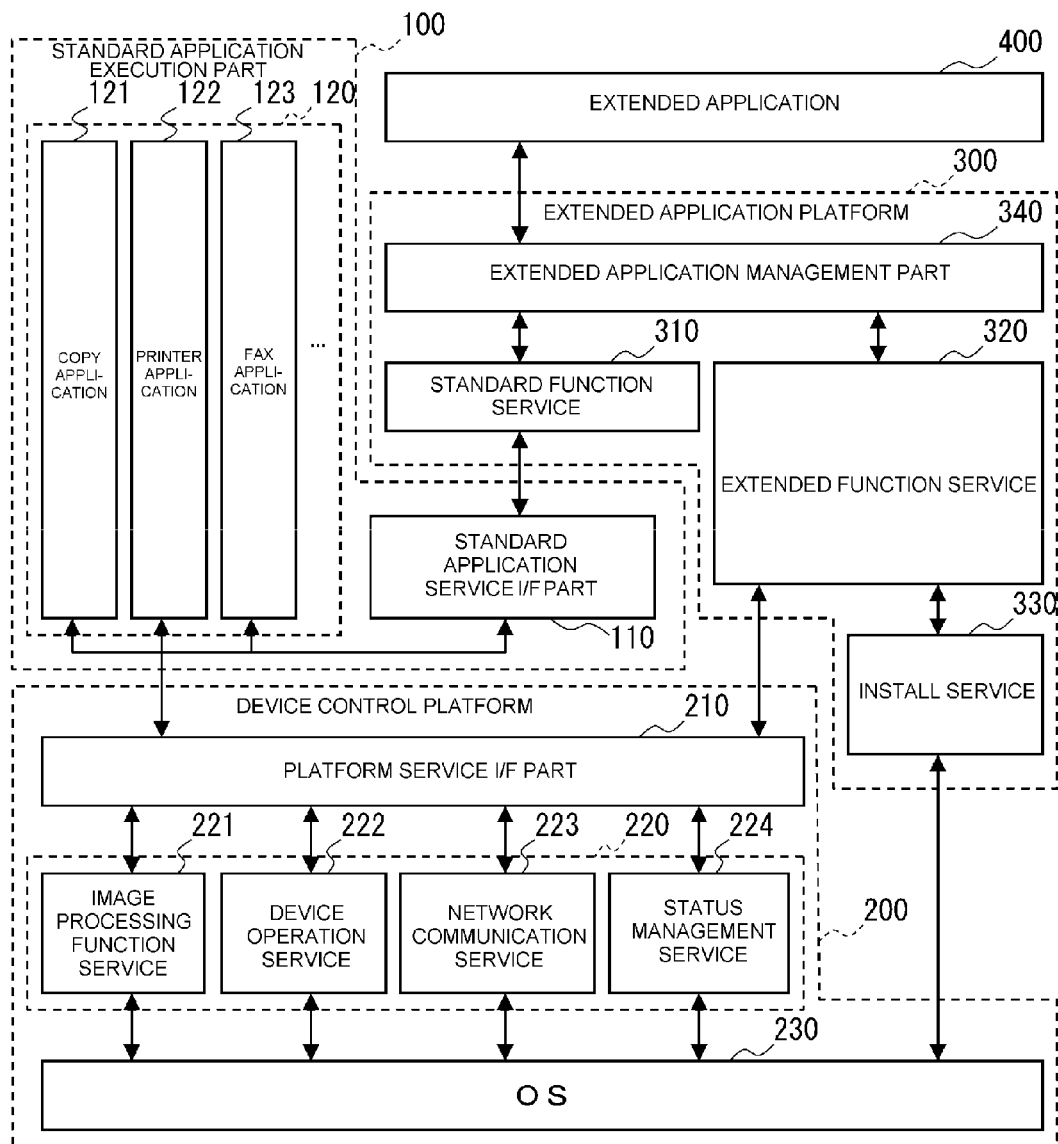 100
STANDARD APPLICATION
EXECUTION PART
121
122
123
120
COPY
APPLI-
CATION
PRINTER
APPLI-
CATION
FAX
APPLI-
CATION
...
400
EXTENDED APPLICATION
300
EXTENDED APPLICATION PLATFORM
340
EXTENDED APPLICATION MANAGEMENT PART
310
STANDARD FUNCTION
SERVICE
320
EXTENDED FUNCTION SERVICE
STANDARD
APPLICATION
SERVICE I/F PART
110
330
INSTALL SERVICE
DEVICE CONTROL PLATFORM
210
PLATFORM SERVICE I/F PART
221
222
223
220
224
IMAGE
PROCESSING
FUNCTION
SERVICE
DEVICE
OPERATION
SERVICE
NETWORK
COMMUNICATION
SERVICE
STATUS
MANAGEMENT
SERVICE
200
230
OS